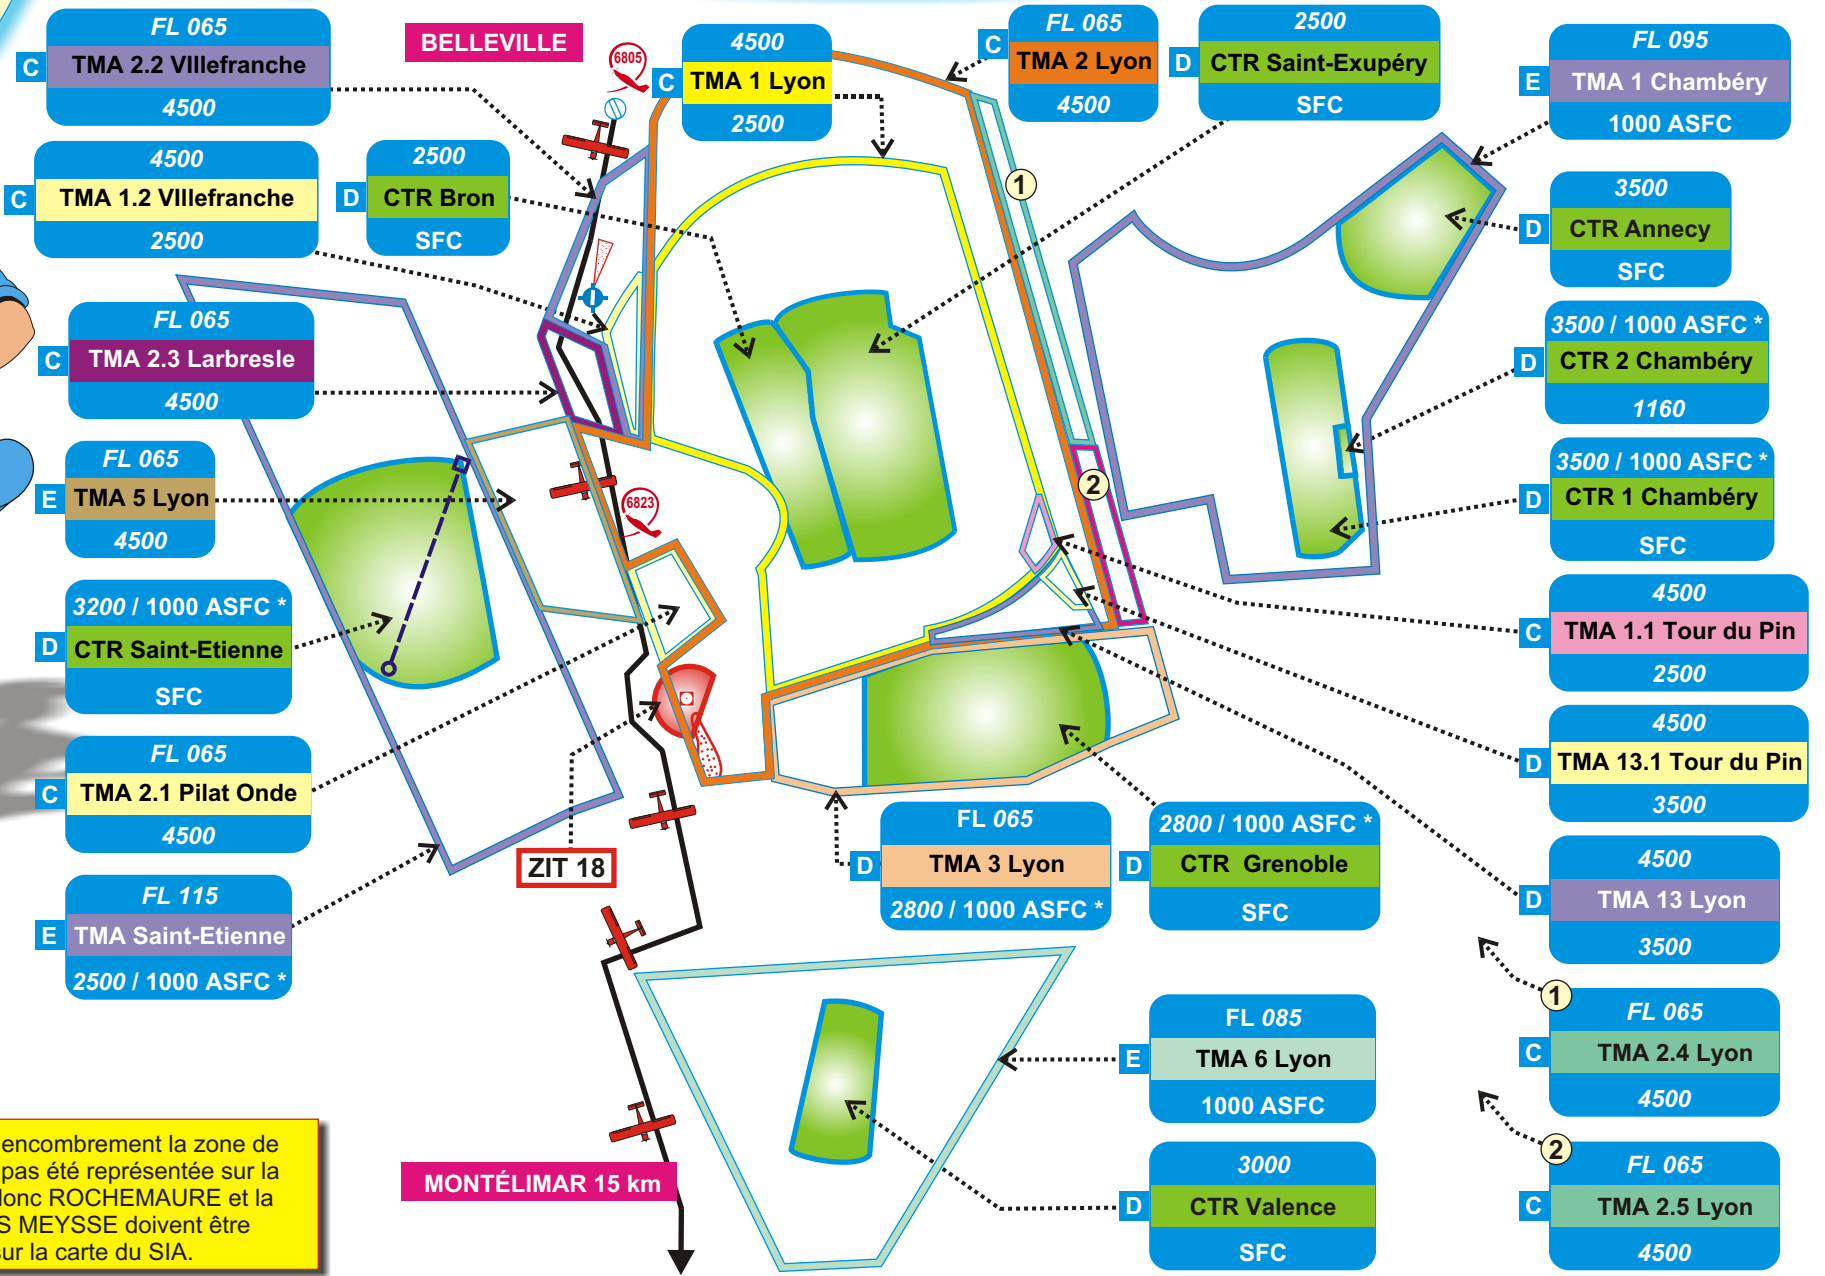 FL 065
C
TMA 2.2 VIllefranche
4500
BELLEVILLE
6805
4500
C
TMA 1 Lyon
2500
FL 065
C
TMA 2 Lyon
4500
2500
D
CTR Saint-Exupéry
SFC
FL 095
E
TMA 1 Chambéry
1000 ASFC
4500
C
TMA 1.2 VIllefranche
2500
2500
D
CTR Bron
SFC
1
3500
D
CTR Annecy
SFC
FL 065
C
TMA 2.3 Larbresle
4500
3500 / 1000 ASFC *
D
CTR 2 Chambéry
1160
FL 065
E
TMA 5 Lyon
4500
6823
2
3500 / 1000 ASFC *
D
CTR 1 Chambéry
SFC
3200 / 1000 ASFC *
D
CTR Saint-Etienne
SFC
4500
C
TMA 1.1 Tour du Pin
2500
FL 065
C
TMA 2.1 Pilat Onde
4500
4500
D
TMA 13.1 Tour du Pin
3500
ZIT 18
FL 065
D
TMA 3 Lyon
2800 / 1000 ASFC *
2800 / 1000 ASFC *
D
CTR Grenoble
SFC
4500
D
TMA 13 Lyon
3500
FL 115
E
TMA Saint-Etienne
2500 / 1000 ASFC *
1
FL 065
C
TMA 2.4 Lyon
4500
FL 085
E
TMA 6 Lyon
1000 ASFC
encombrement la zone de
pas été représentée sur la
donc ROCHEMAURE et la
S MEYSSE doivent être
sur la carte du SIA.
MONTÉLIMAR 15 km
3000
D
CTR Valence
SFC
2
FL 065
C
TMA 2.5 Lyon
4500